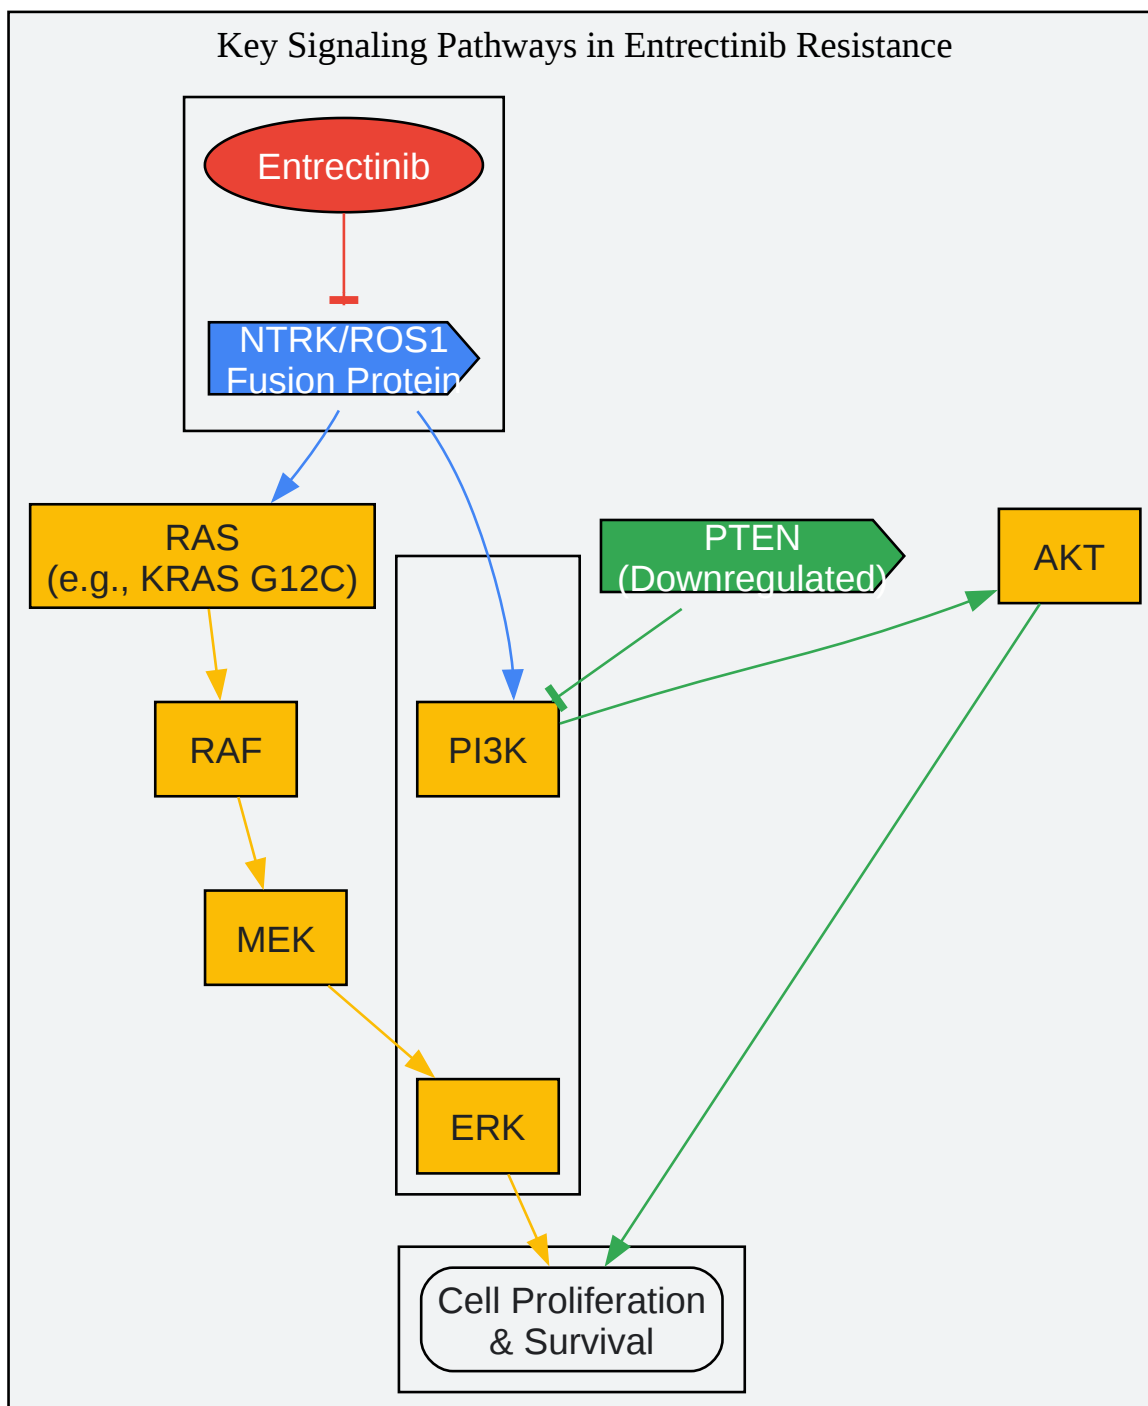 Key Signaling Pathways in Entrectinib Resistance
Entrectinib
NTRK/ROS1
Fusion Protein
RAS
(e.g., KRAS G12C)
PTEN
(Downregulated)
AKT
RAF
PI3K
MEK
ERK
Cell Proliferation
& Survival